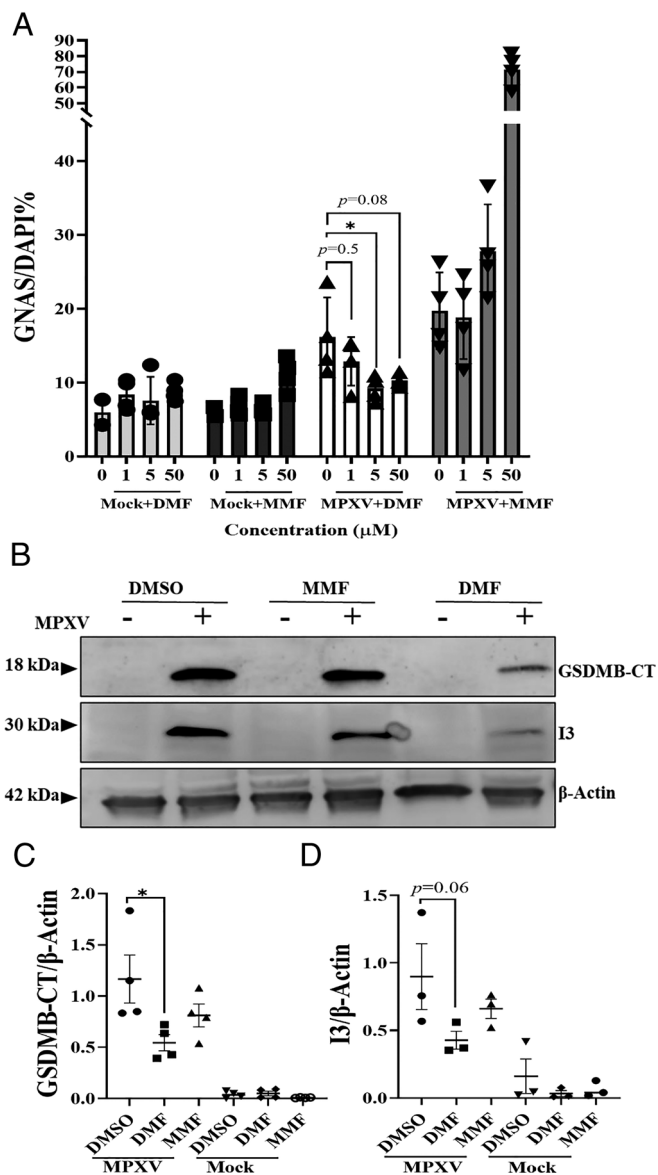 A
90
80
70
60
50
40
30
20
10
0
GNAS/DAPI%
p=0.08
*
p=0.5
0 1 5 50 0 1 5 50 0 1 5 50 0 1 5 50
Mock+DMF Mock+MMF MPXV+DMF MPXV+MMF
Concentration (µM)
B
DMSO MMF DMF
MPXV - + - + - +
18 kDa GSDMB-CT
30 kDa I3
42 kDa β-Actin
C
GSDMB-CT/β-Actin
2.0
1.5
1.0
0.5
0.0
*
DMSO DMF MMF DMSO DMF MMF
MPXV Mock
D
I3/β-Actin
1.5
1.0
0.5
0.0
p=0.06
DMSO DMF MMF DMSO DMF MMF
MPXV Mock